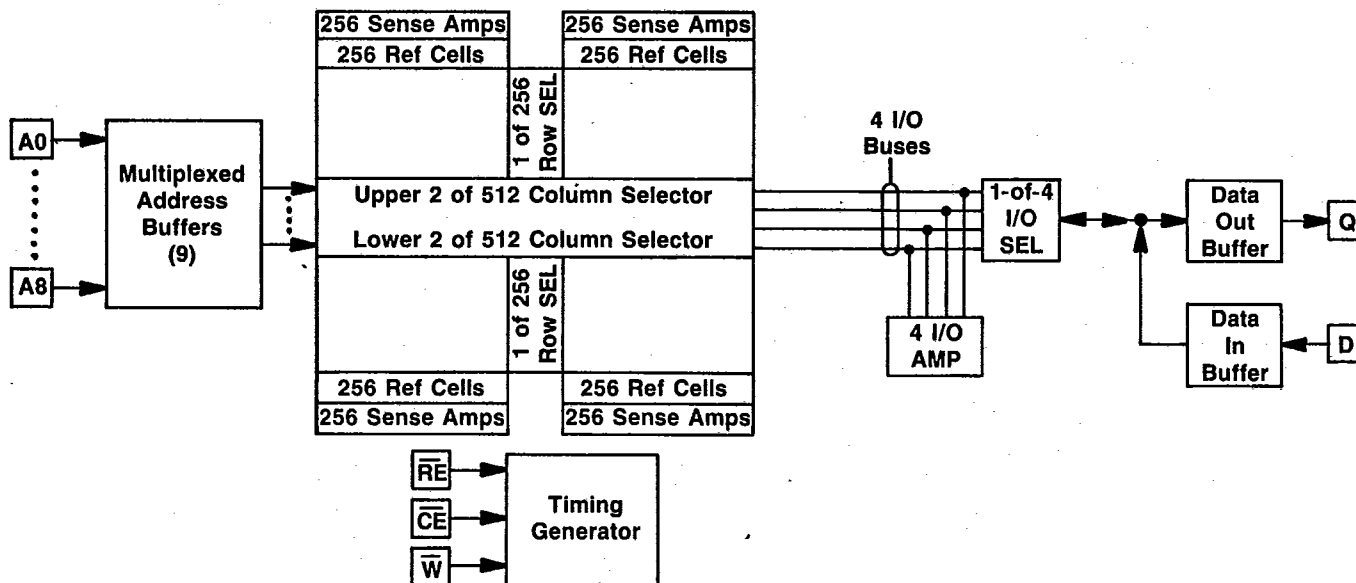 256 Sense Amps
256 Sense Amps
256 Ref Cells
256 Ref Cells
1 of 256
Row SEL
A0
A8
Multiplexed
Address
Buffers
(9)
Upper 2 of 512 Column Selector
Lower 2 of 512 Column Selector
4 I/O
Buses
1-of-4
I/O
SEL
Data
Out
Buffer
Q
1 of 256
Row SEL
4 I/O
AMP
Data
In
Buffer
D
256 Ref Cells
256 Ref Cells
256 Sense Amps
256 Sense Amps
R̅E̅
C̅E̅
W̅
Timing
Generator